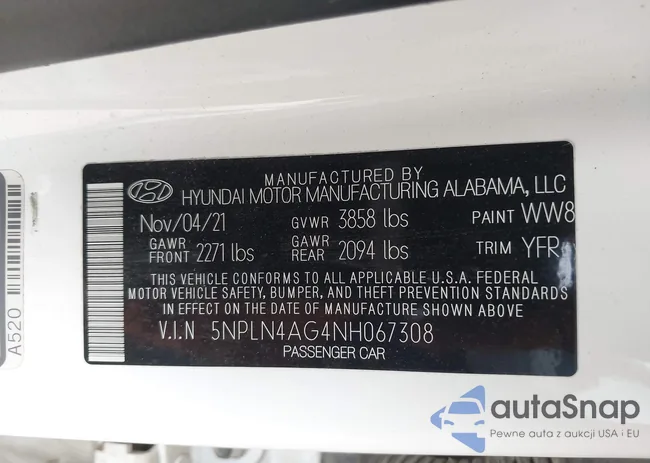 MANUFACTURED BY
HYUNDAI MOTOR MANUFACTURING ALABAMA, LLC
Nov/04/21 GVWR 3858 lbs PAINT WW8
GAWR FRONT 2271 lbs GAWR REAR 2094 lbs TRIM YFR
THIS VEHICLE CONFORMS TO ALL APPLICABLE U.S.A. FEDERAL
MOTOR VEHICLE SAFETY, BUMPER, AND THEFT PREVENTION STANDARDS
IN EFFECT ON THE DATE OF MANUFACTURE SHOWN ABOVE.
V.I.N 5NPLN4AG4NH067308
PASSENGER CAR
A520
autoSnap
Pewne auta z aukcji USA i EU